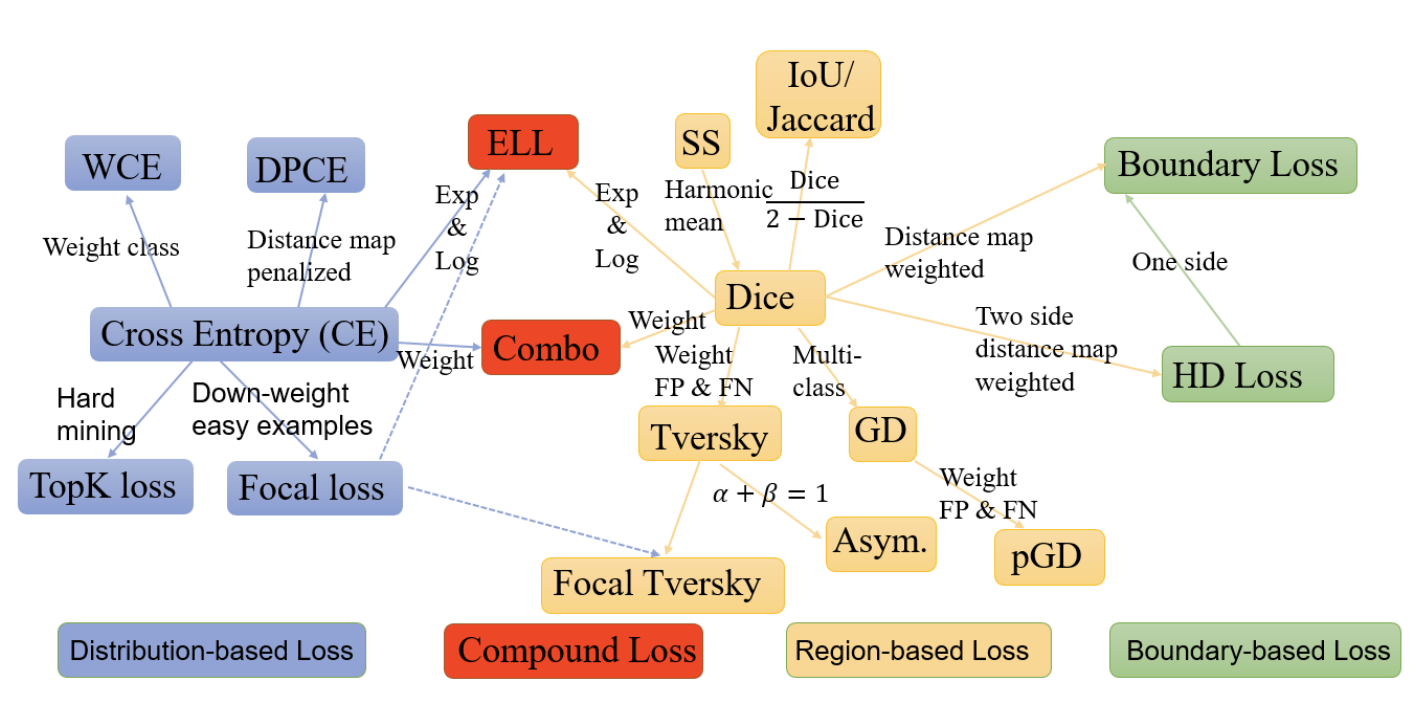 IoU/
Jaccard
ELL
SS
WCE
DPCE
Boundary Loss
Exp
&
Log
Exp
&
Log
Harmonic
mean
Dice
2 − Dice
Weight class
Distance map
penalized
Distance map
weighted
One side
Dice
Cross Entropy (CE)
Weight
Combo
Weight
Weight
FP & FN
Multi-
class
Two side
distance map
weighted
HD Loss
Hard
mining
Down-weight
easy examples
Tversky
GD
TopK loss
Focal loss
α + β = 1
Weight
FP & FN
Asym.
pGD
Focal Tversky
Distribution-based Loss
Compound Loss
Region-based Loss
Boundary-based Loss